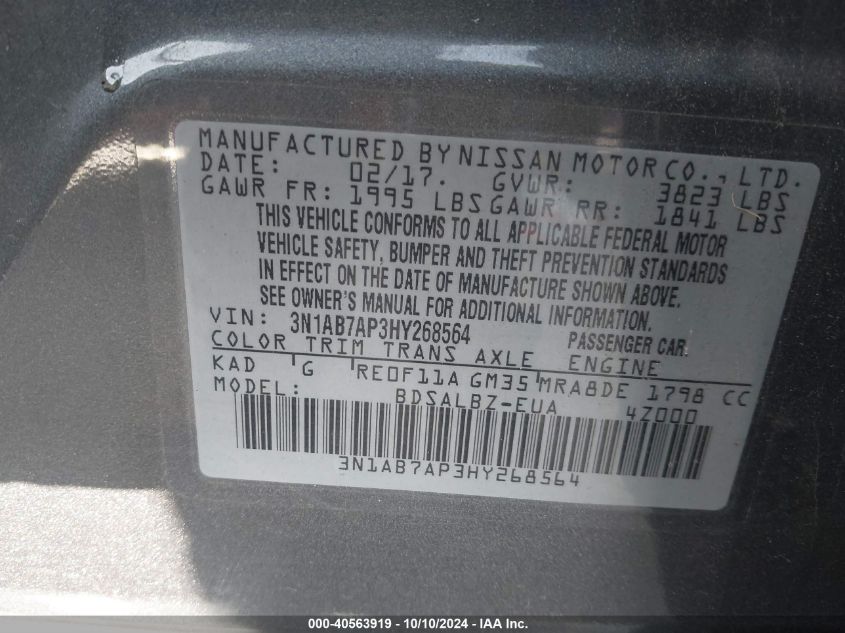 MANUFACTURED BY NISSAN MOTOR CO., LTD.
DATE: 02/17. GVWR: 3823 LBS
GAWR FR: 1995 LBS GAWR RR: 1841 LBS
THIS VEHICLE CONFORMS TO ALL APPLICABLE FEDERAL MOTOR
VEHICLE SAFETY, BUMPER AND THEFT PREVENTION STANDARDS
IN EFFECT ON THE DATE OF MANUFACTURE SHOWN ABOVE.
SEE OWNER'S MANUAL FOR ADDITIONAL INFORMATION.
VIN: 3N1AB7AP3HY268564 PASSENGER CAR.
COLOR TRIM TRANS AXLE ENGINE
KAD G RE0F11A GM35 MRA8DE 1798 CC
MODEL: BDSALBZ-EUA 4Z000
3N1AB7AP3HY268564
000-40563919 - 10/10/2024 - IAA Inc.